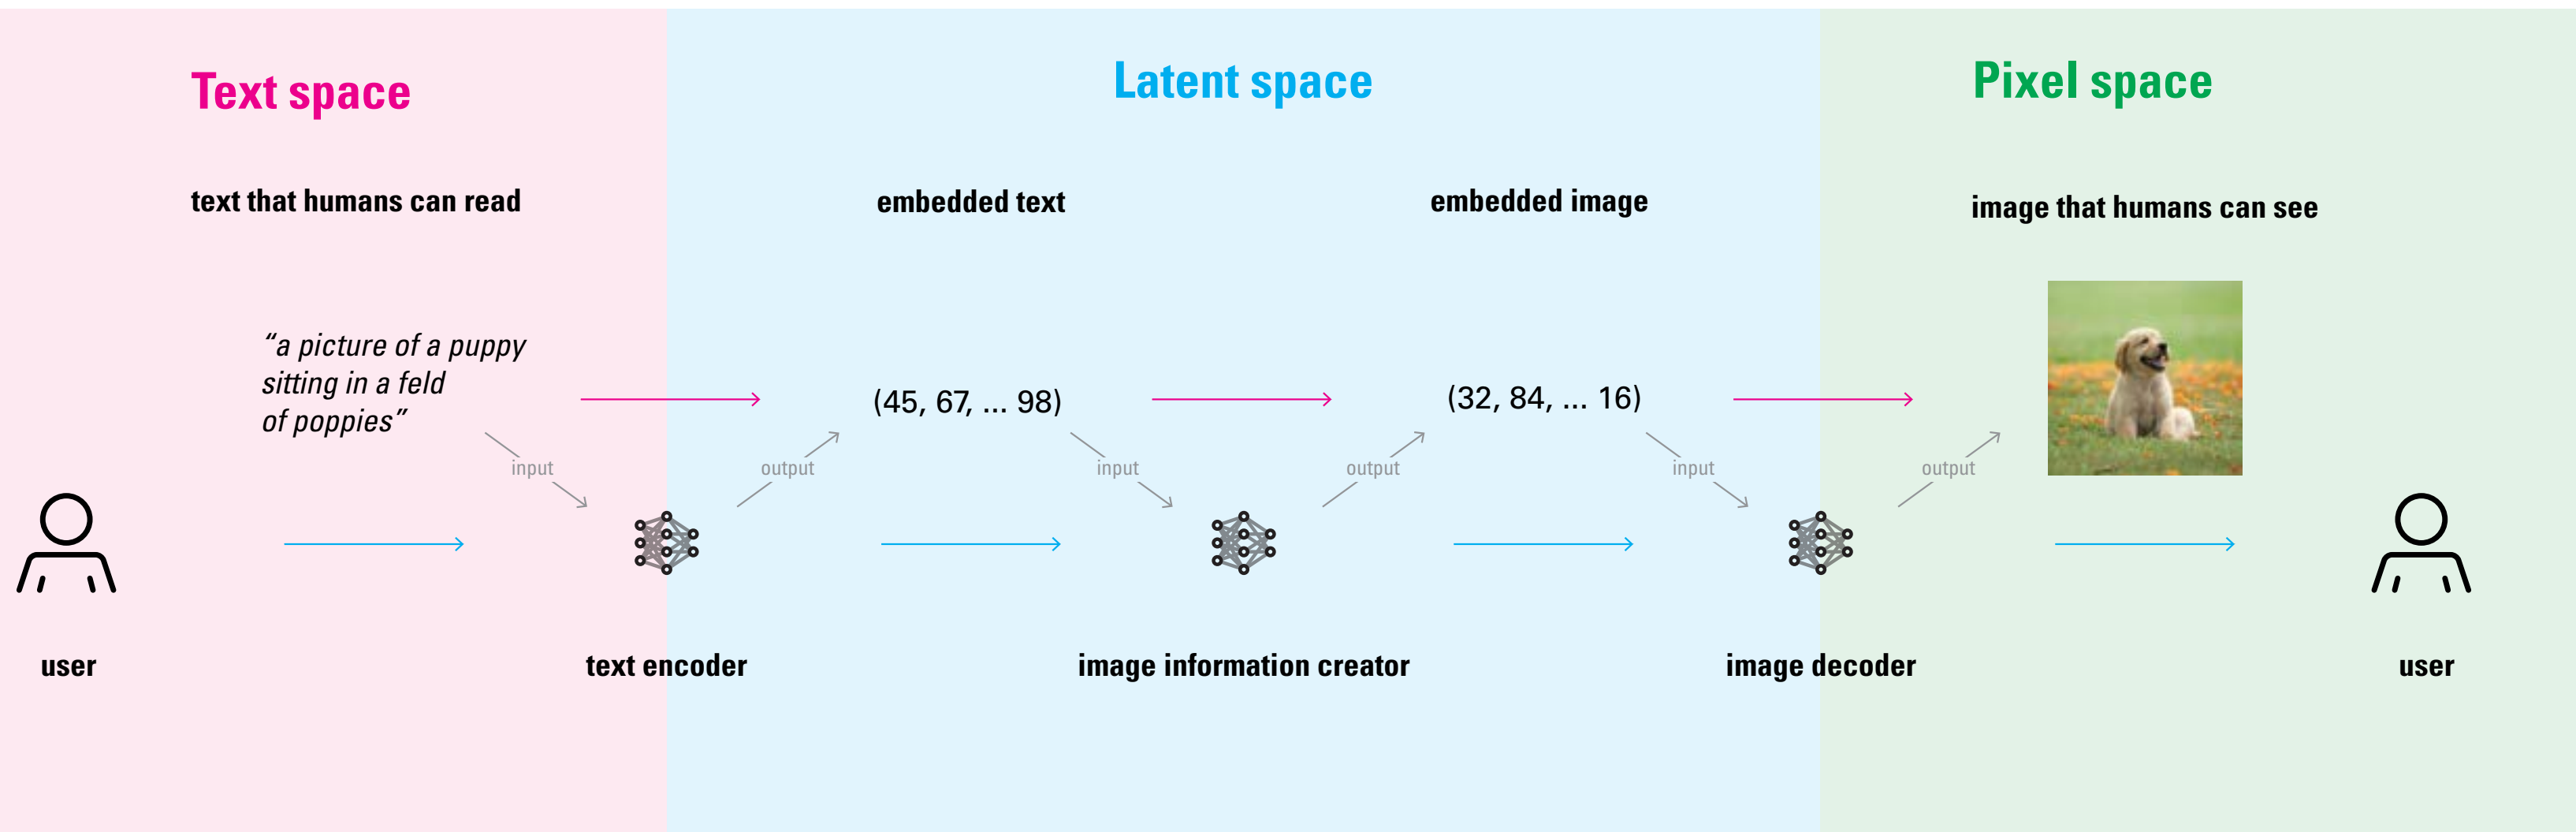 Text space
Latent space
Pixel space
text that humans can read
embedded text
embedded image
image that humans can see
“a picture of a puppy
sitting in a feld
of poppies”
(45, 67, ... 98)
(32, 84, ... 16)
input
output
input
output
input
output
user
text encoder
image information creator
image decoder
user